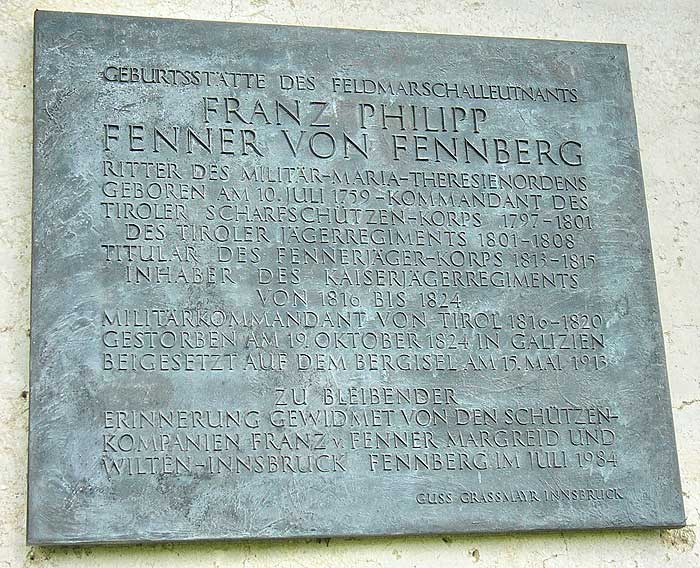 GEBURTSSTÄTTE DES FELDMARSCHALLEUTNANTS
FRANZ PHILIPP
FENNER VON FENNBERG
RITTER DES MILITÄR-MARIA-THERESIENORDENS
GEBOREN AM 10. JULI 1759 - KOMMANDANT DES
TIROLER SCHARFSCHÜTZEN-KORPS 1797-1801
DES TIROLER JÄGERREGIMENTS 1801-1808
TITULAR DES FENNERJÄGER-KORPS 1813-1815
INHABER DES KAISERJÄGERREGIMENTS
VON 1816 BIS 1824
MILITÄRKOMMANDANT VON TIROL 1816-1820
GESTORBEN AM 19. OKTOBER 1824 IN GALIZIEN
BEIGESETZT AUF DEM BERGISEL AM 15. MAI 1913
ZU BLEIBENDER
ERINNERUNG GEWIDMET VON DEN SCHÜTZEN-
KOMPANIEN FRANZ v. FENNER MARGREID UND
WILTEN-INNSBRUCK FENNBERG IM JULI 1984
GUSS GRASSMAYR INNSBRUCK